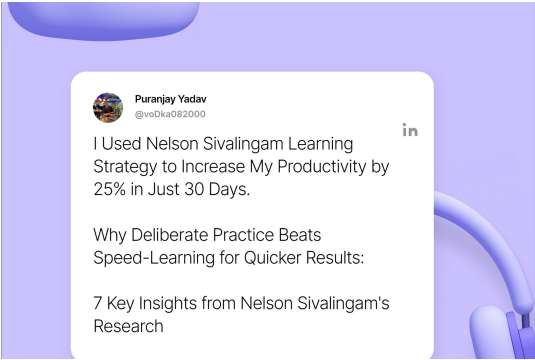 Puranjay Yadav
@voDka082000
in
I Used Nelson Sivalingam Learning
Strategy to Increase My Productivity by
25% in Just 30 Days.
Why Deliberate Practice Beats
Speed-Learning for Quicker Results:
7 Key Insights from Nelson Sivalingam's
Research